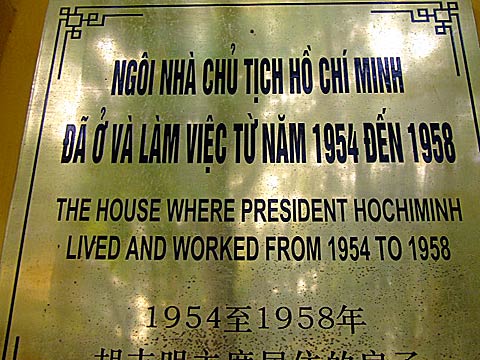 NGÔI NHÀ CHỦ TỊCH HỒ CHÍ MINH
ĐÃ Ở VÀ LÀM VIỆC TỪ NĂM 1954 ĐẾN 1958
THE HOUSE WHERE PRESIDENT HOCHIMINH
LIVED AND WORKED FROM 1954 TO 1958
1954至1958年